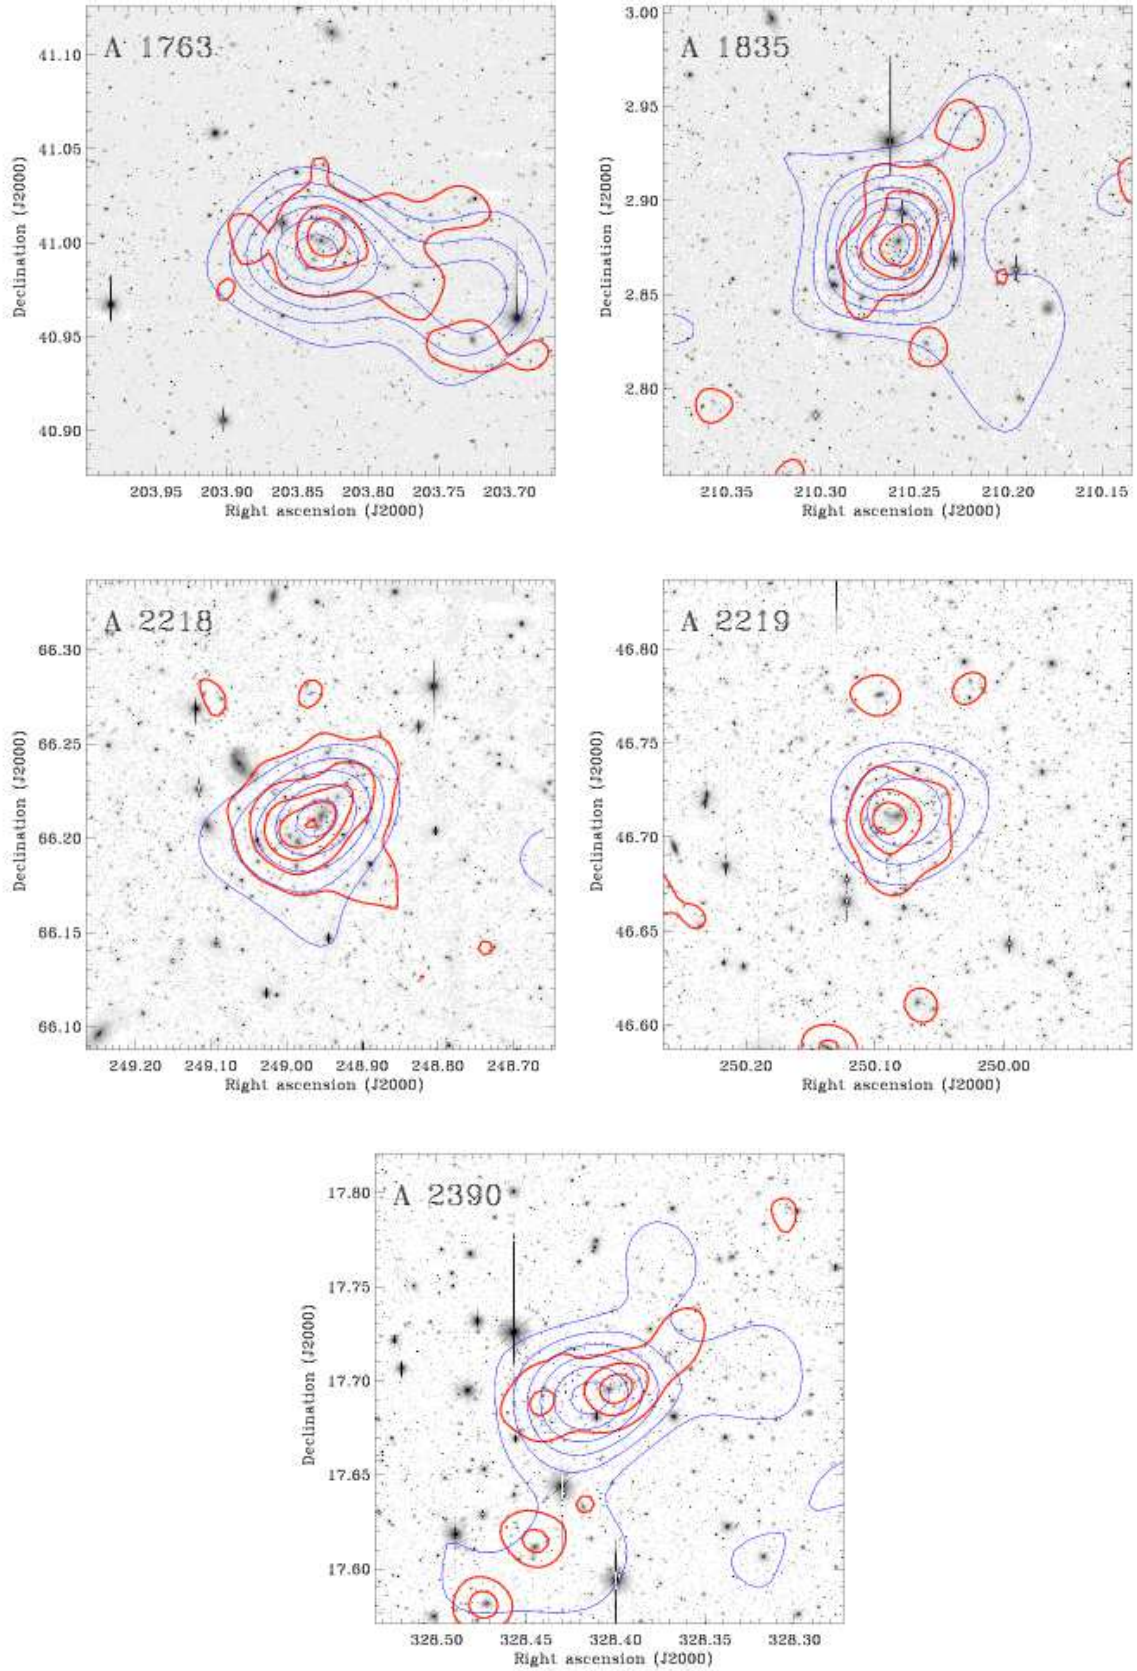 A 1763
41.10
41.05
41.00
40.95
40.90
Declination (J2000)
203.95 203.90 203.85 203.80 203.75 203.70
Right ascension (J2000)
A 1835
3.00
2.95
2.90
2.85
2.80
Declination (J2000)
210.35 210.30 210.25 210.20 210.15
Right ascension (J2000)
A 2218
66.30
66.25
66.20
66.15
66.10
Declination (J2000)
249.20 249.10 249.00 248.90 248.80 248.70
Right ascension (J2000)
A 2219
46.80
46.75
46.70
46.65
46.60
Declination (J2000)
250.20 250.10 250.00
Right ascension (J2000)
A 2390
17.80
17.75
17.70
17.65
17.60
Declination (J2000)
328.50 328.45 328.40 328.35 328.30
Right ascension (J2000)